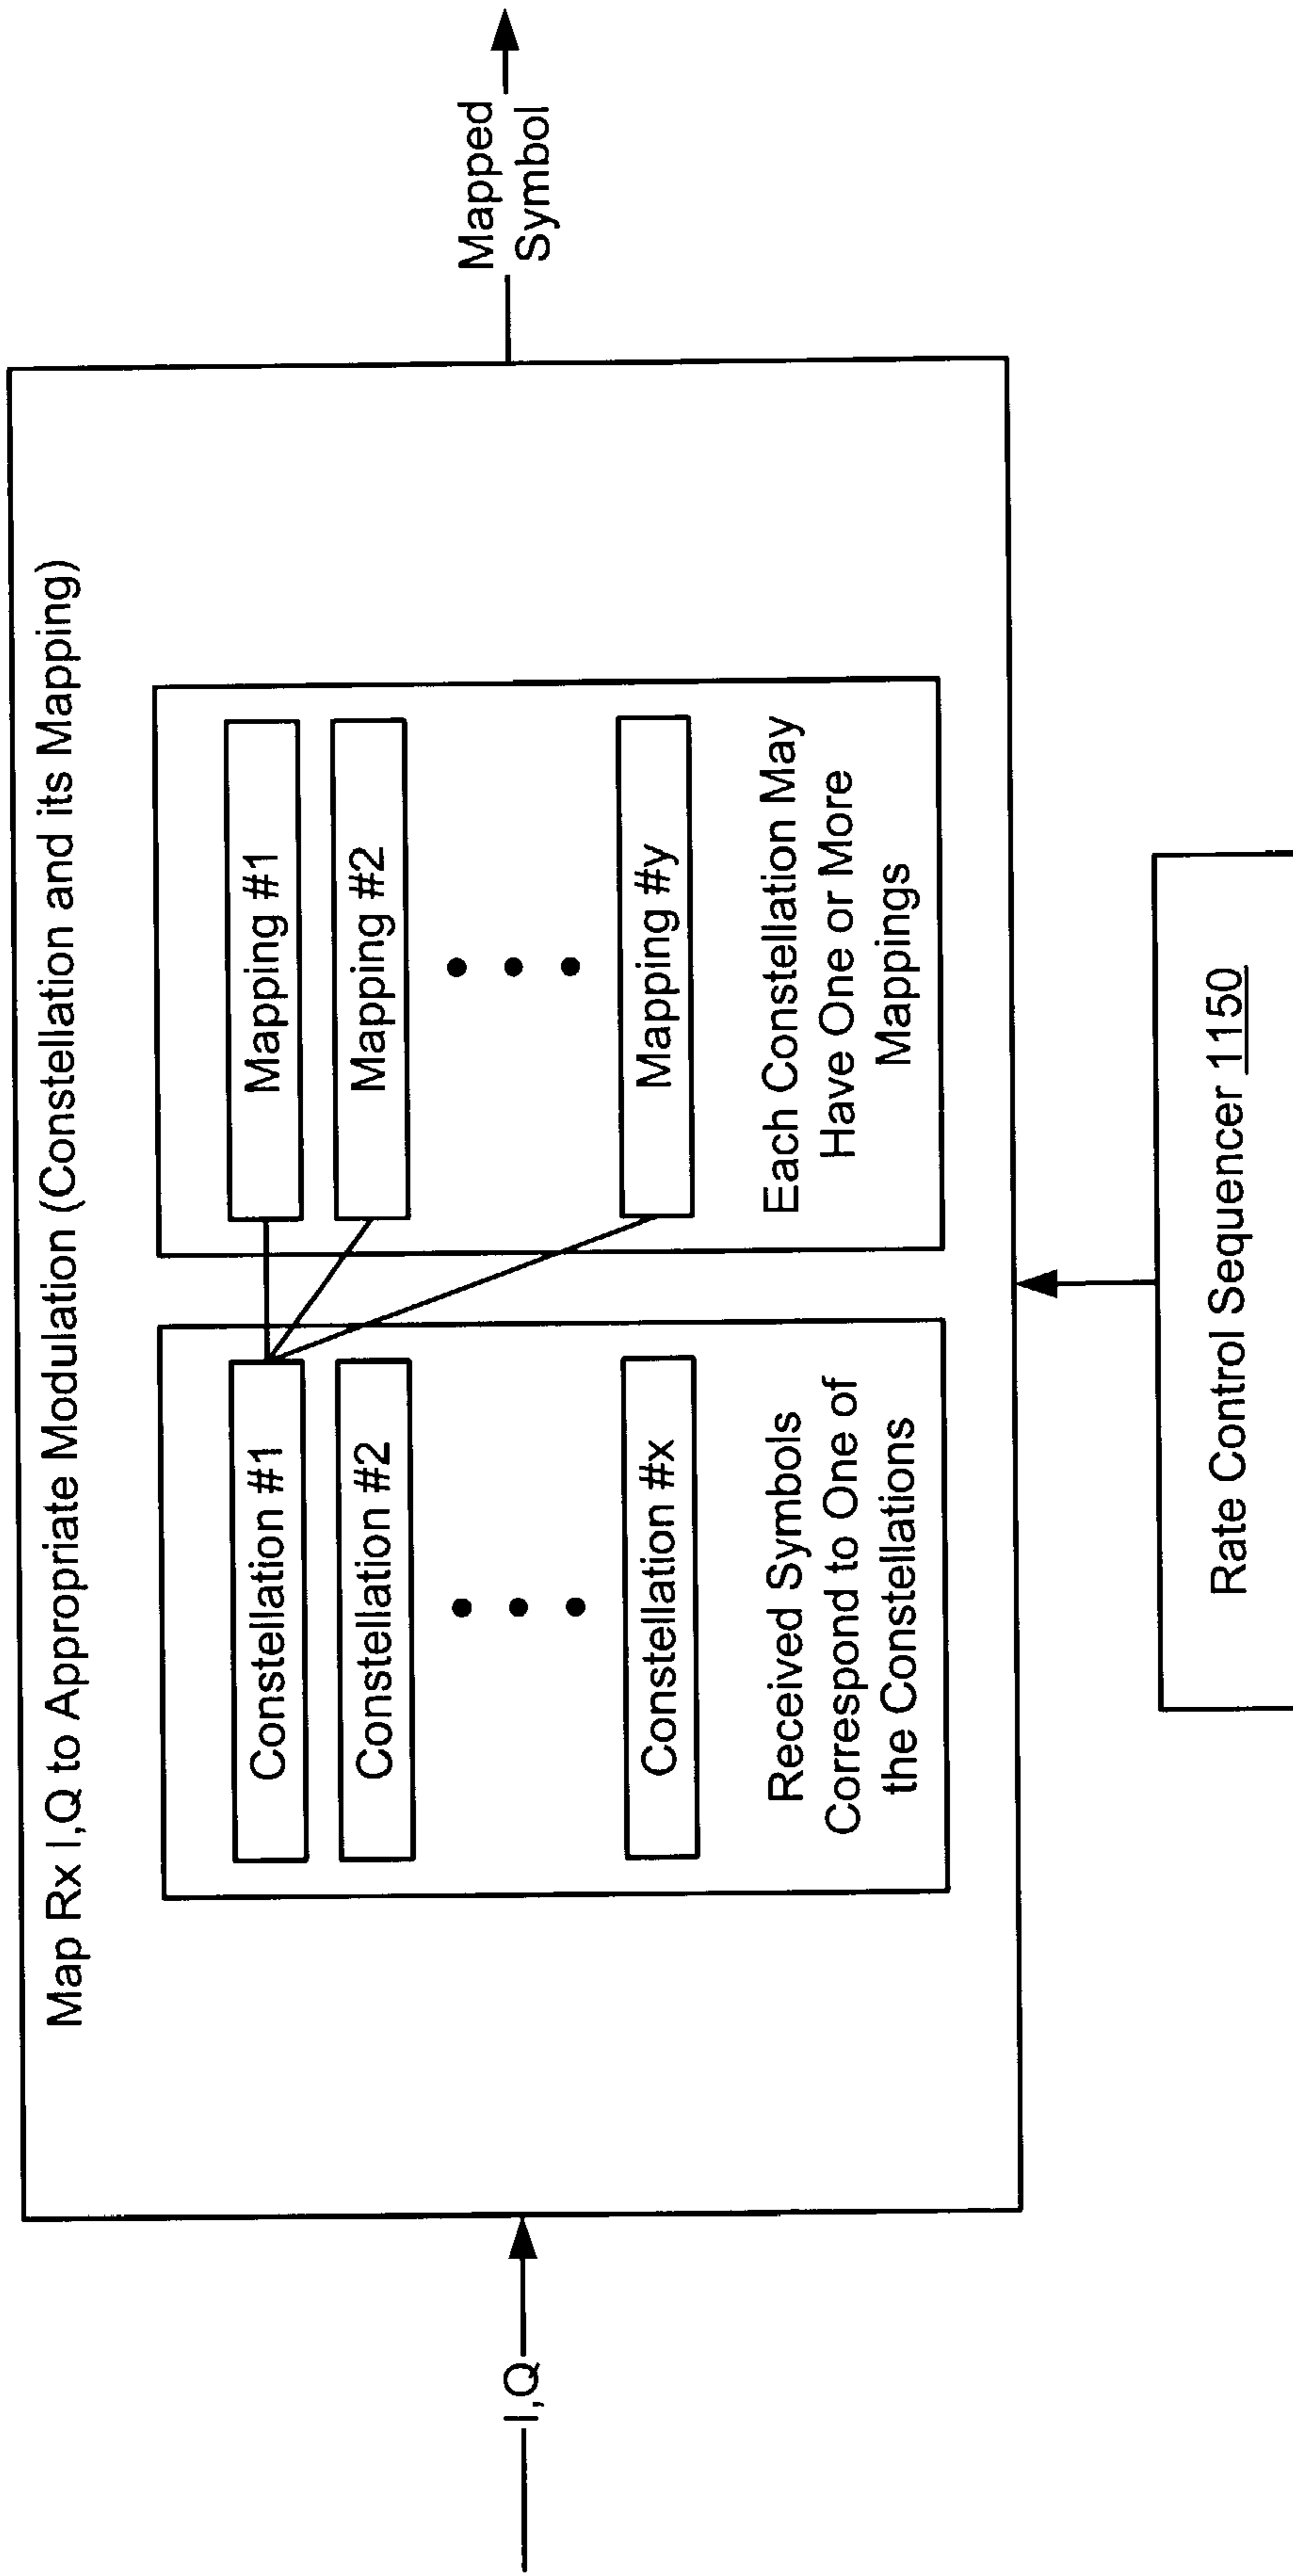 Map Rx I,Q to Appropriate Modulation (Constellation and its Mapping)
I,Q
Constellation #1
Constellation #2
Constellation #x
Received Symbols
Correspond to One of
the Constellations
Mapping #1
Mapping #2
Mapping #y
Each Constellation May
Have One or More
Mappings
Mapped
Symbol
Rate Control Sequencer 1150